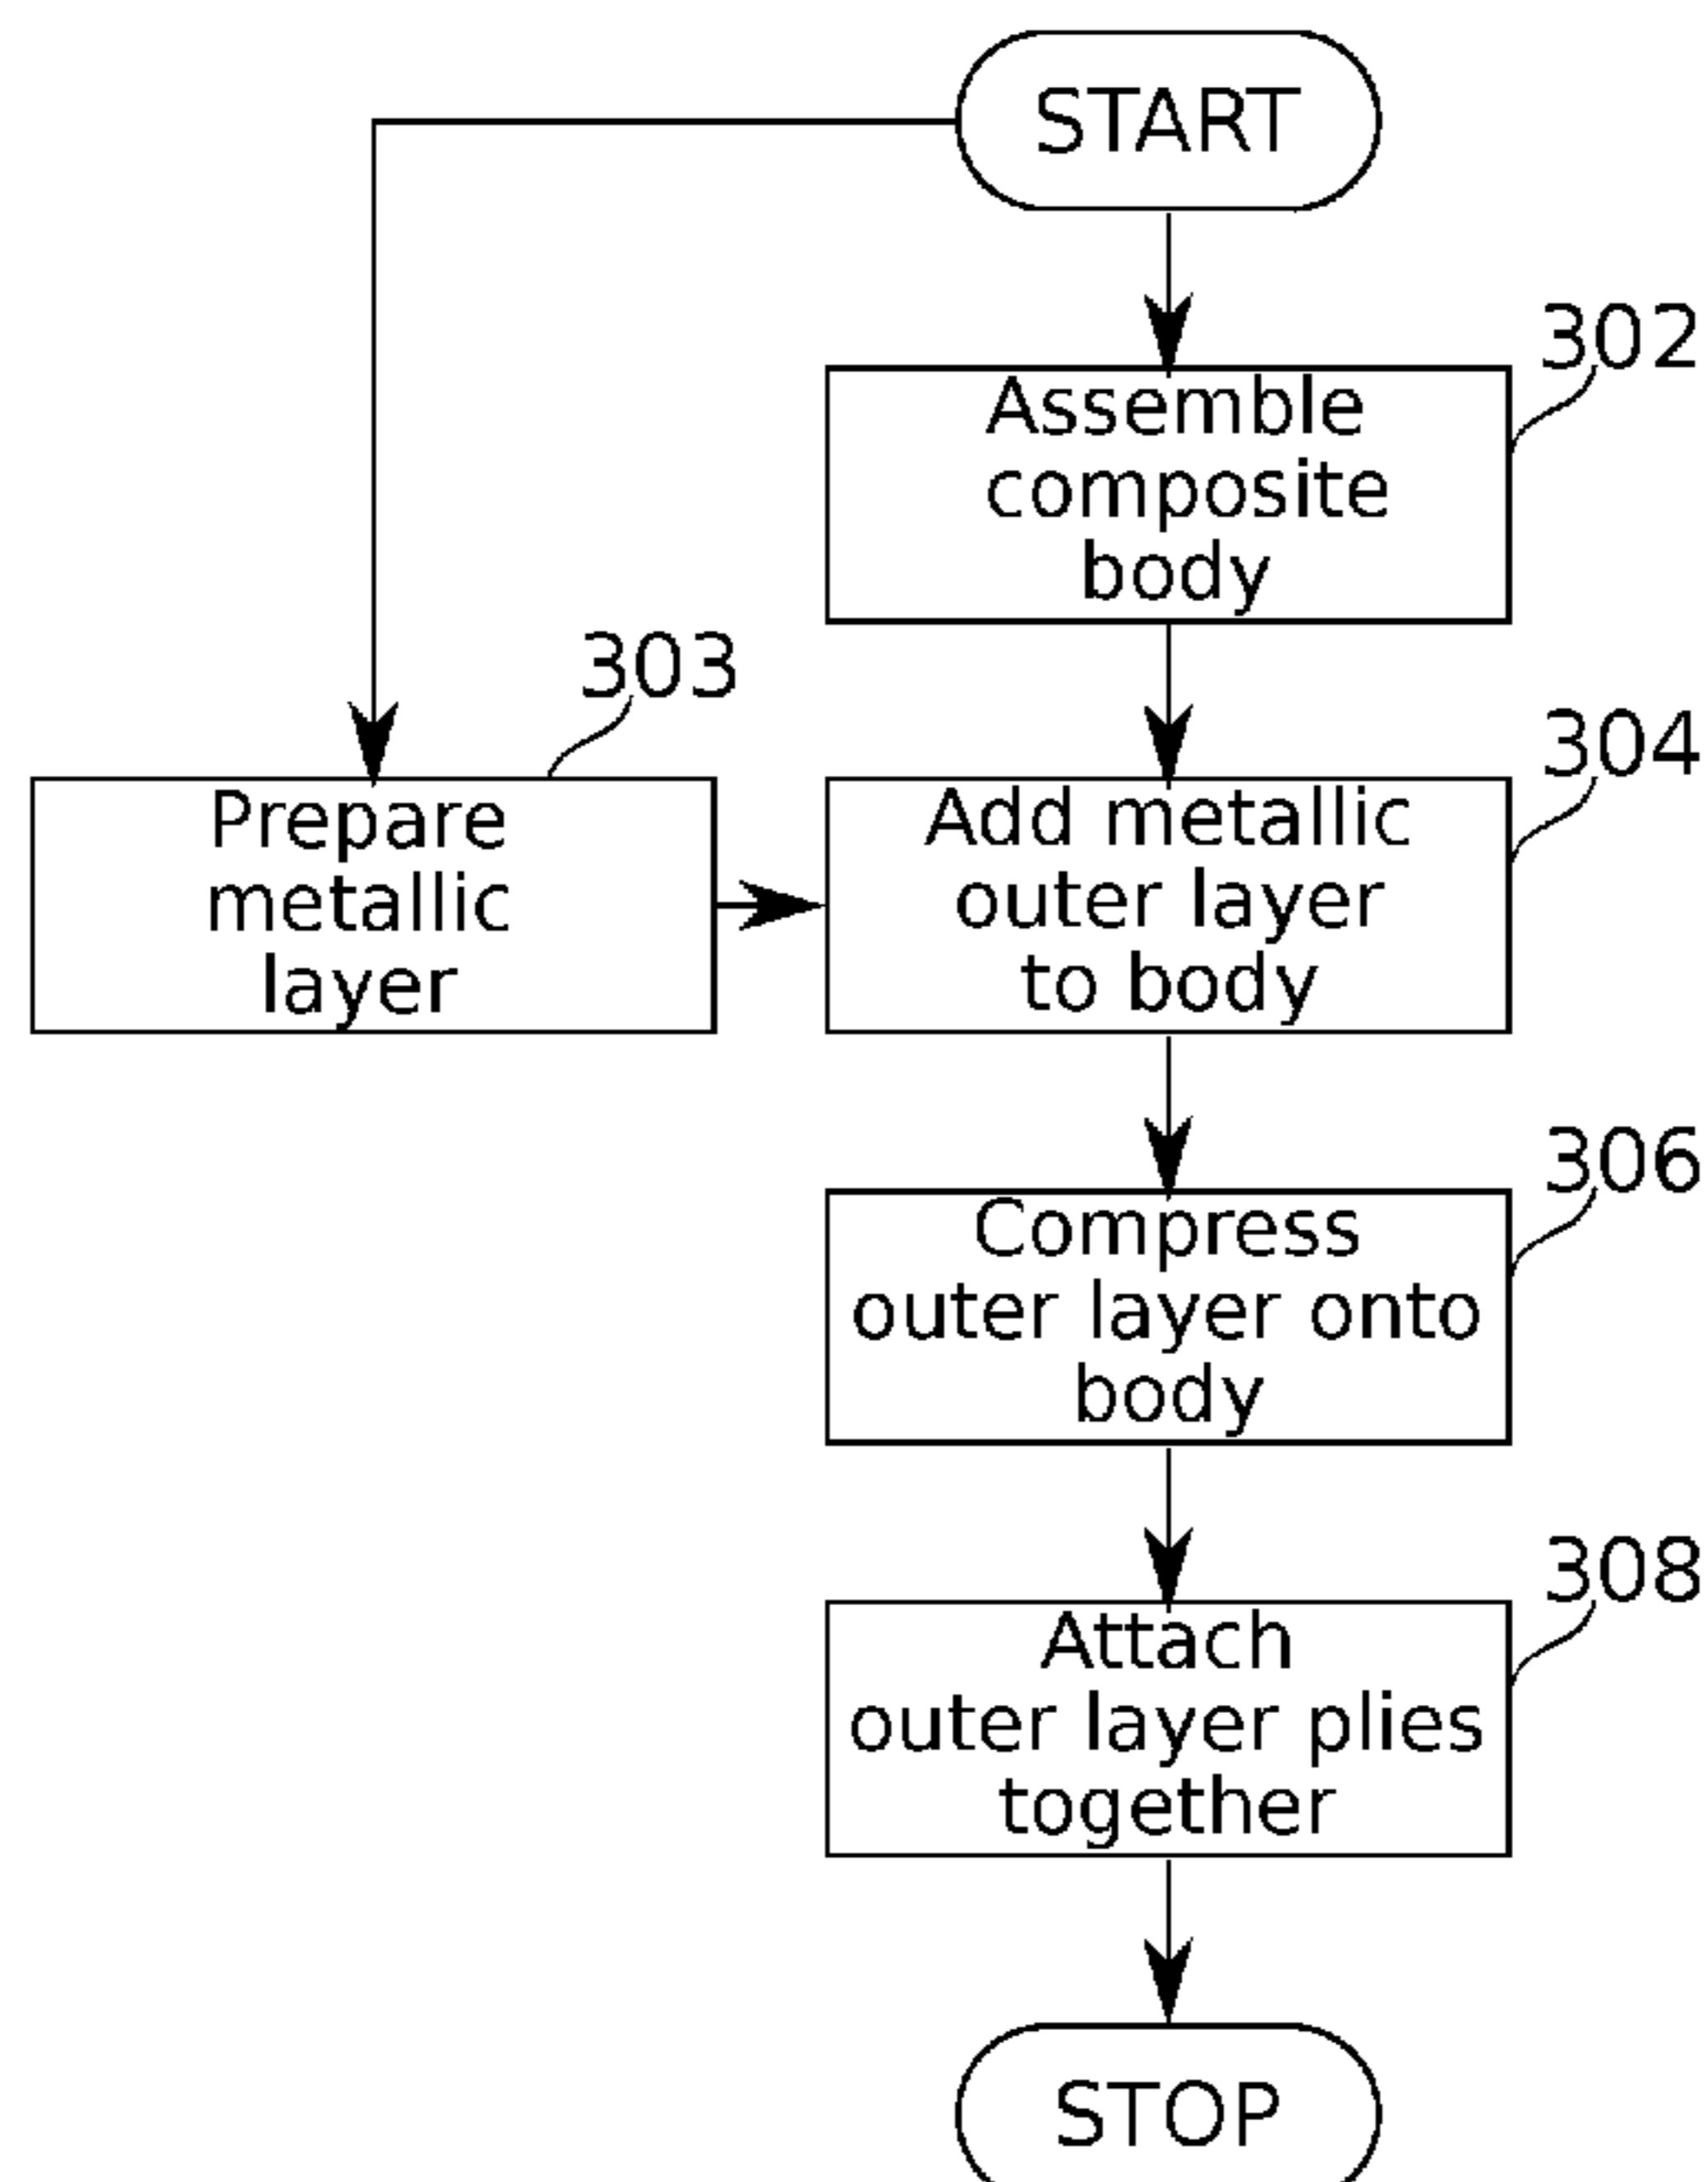 START
302
Assemble
composite
body
303
Prepare
metallic
layer
304
Add metallic
outer layer
to body
306
Compress
outer layer onto
body
308
Attach
outer layer plies
together
STOP